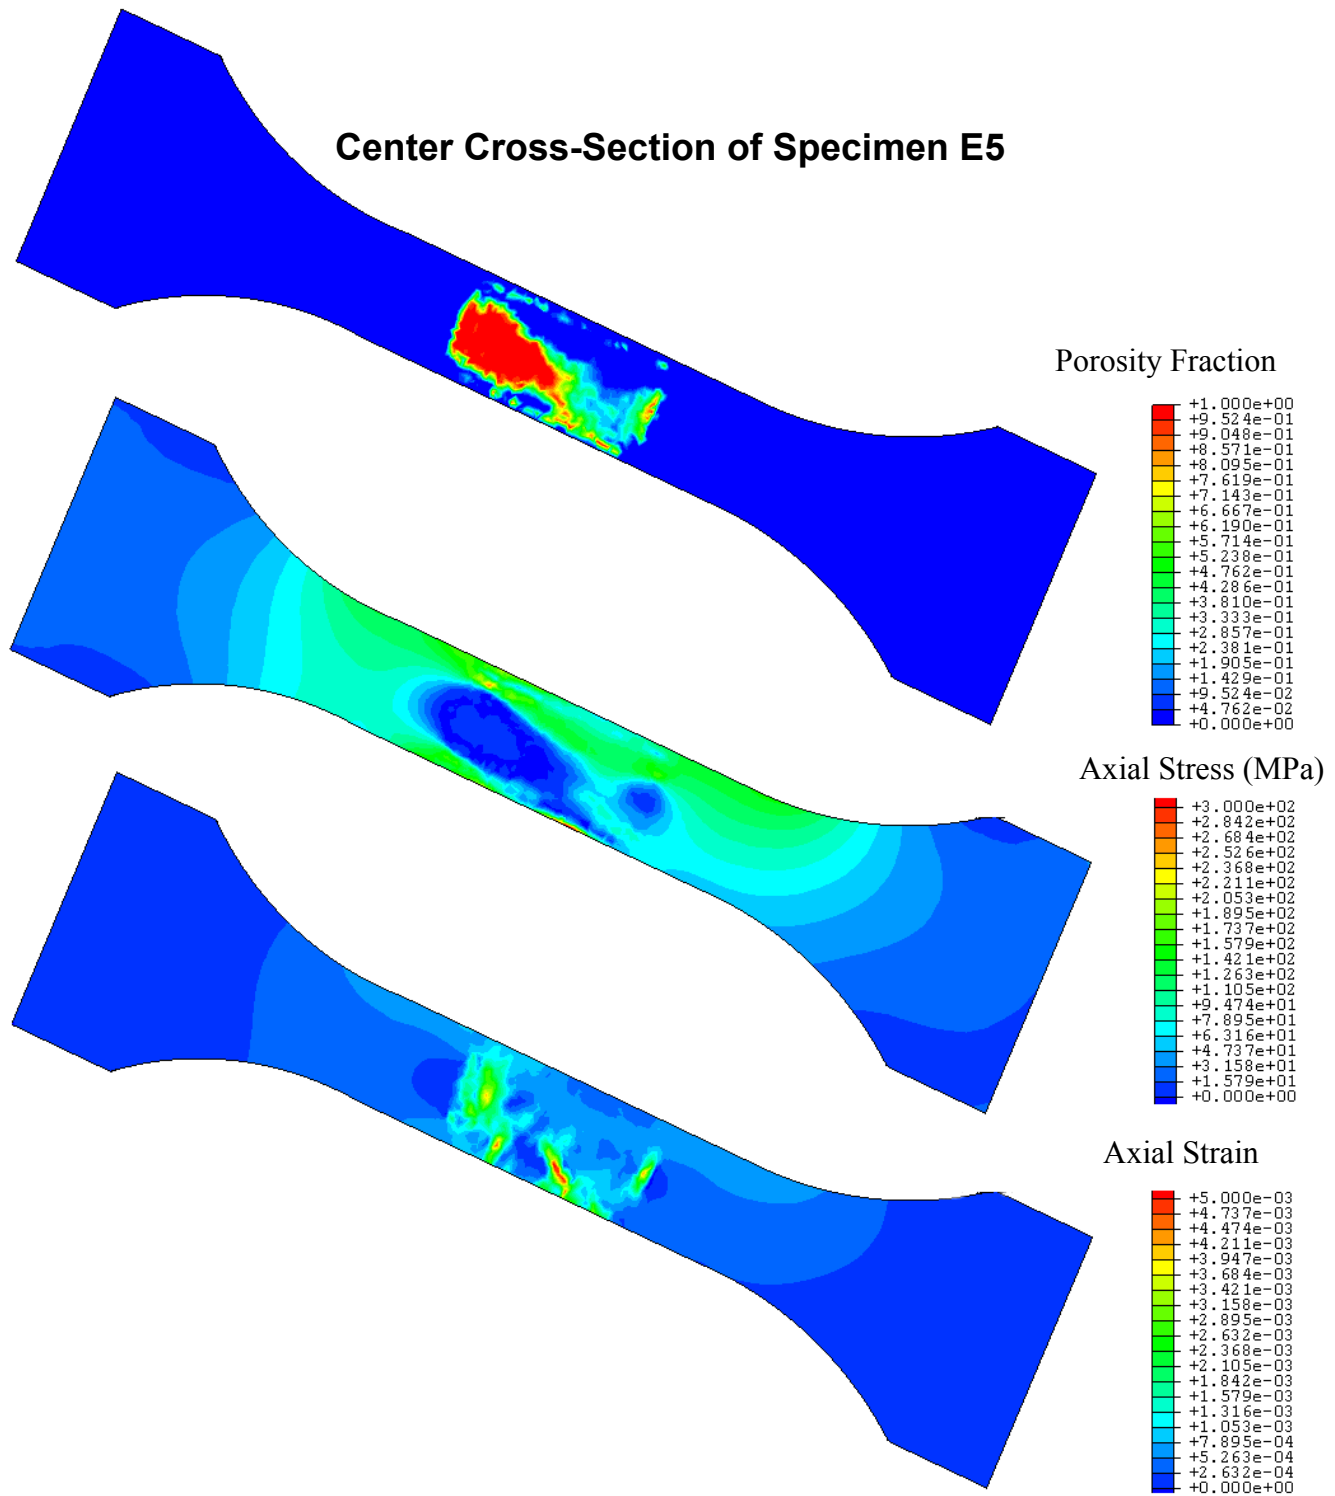 Center Cross-Section of Specimen E5
Porosity Fraction
+1.000e+00
+9.524e-01
+9.048e-01
+8.571e-01
+8.095e-01
+7.619e-01
+7.143e-01
+6.667e-01
+6.190e-01
+5.714e-01
+5.238e-01
+4.762e-01
+4.286e-01
+3.810e-01
+3.333e-01
+2.857e-01
+2.381e-01
+1.905e-01
+1.429e-01
+9.524e-02
+4.762e-02
+0.000e+00
Axial Stress (MPa)
+3.000e+02
+2.842e+02
+2.684e+02
+2.526e+02
+2.368e+02
+2.211e+02
+2.053e+02
+1.895e+02
+1.737e+02
+1.579e+02
+1.421e+02
+1.263e+02
+1.105e+02
+9.474e+01
+7.895e+01
+6.316e+01
+4.737e+01
+3.158e+01
+1.579e+01
+0.000e+00
Axial Strain
+5.000e-03
+4.737e-03
+4.474e-03
+4.211e-03
+3.947e-03
+3.684e-03
+3.421e-03
+3.158e-03
+2.895e-03
+2.632e-03
+2.368e-03
+2.105e-03
+1.842e-03
+1.579e-03
+1.316e-03
+1.053e-03
+7.895e-04
+5.263e-04
+2.632e-04
+0.000e+00